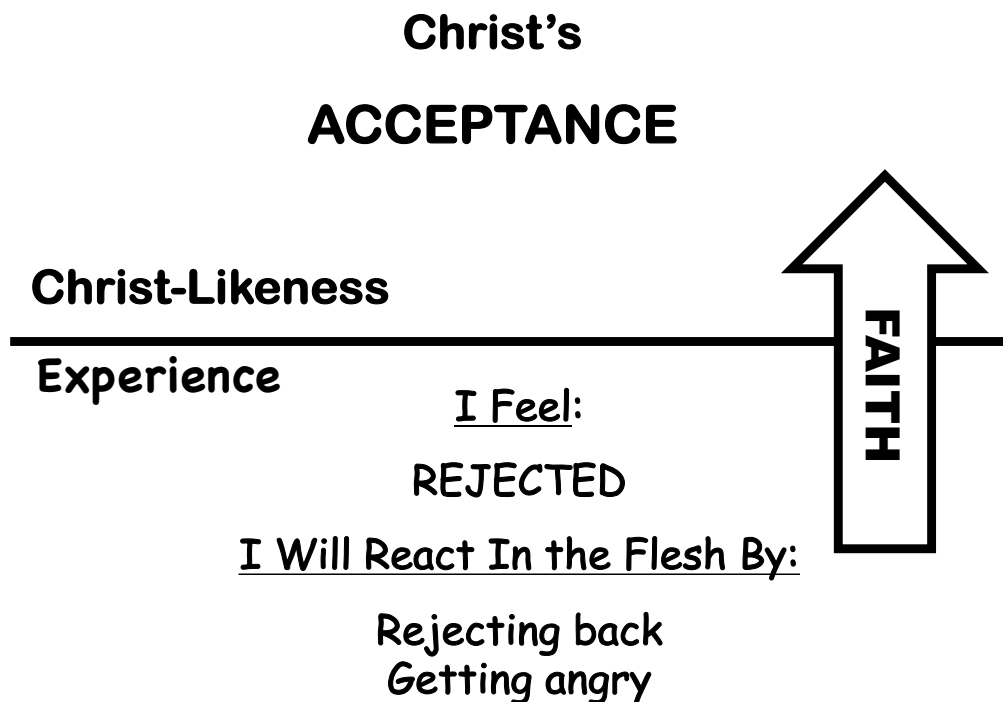 Christ’s
ACCEPTANCE
Christ-Likeness
FAITH
Experience
I Feel:
REJECTED
I Will React In the Flesh By:
Rejecting back
Getting angry